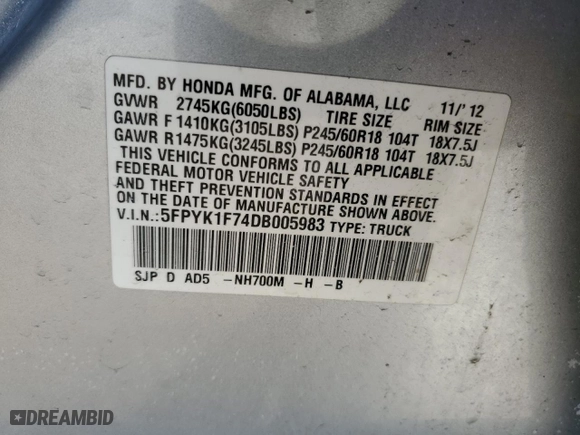 MFD. BY HONDA MFG. OF ALABAMA, LLC 11/'12
GVWR 2745KG(6050LBS) TIRE SIZE RIM SIZE
GAWR F 1410KG(3105LBS) P245/60R18 104T 18X7.5J
GAWR R1475KG(3245LBS) P245/60R18 104T 18X7.5J
THIS VEHICLE CONFORMS TO ALL APPLICABLE
FEDERAL MOTOR VEHICLE SAFETY
AND THEFT PREVENTION STANDARDS IN EFFECT
ON THE DATE OF MANUFACTURE SHOWN ABOVE.
V.I.N.:5FPYK1F74DB005983 TYPE: TRUCK
SJP D AD5 -NH700M -H -B
DREAMBID